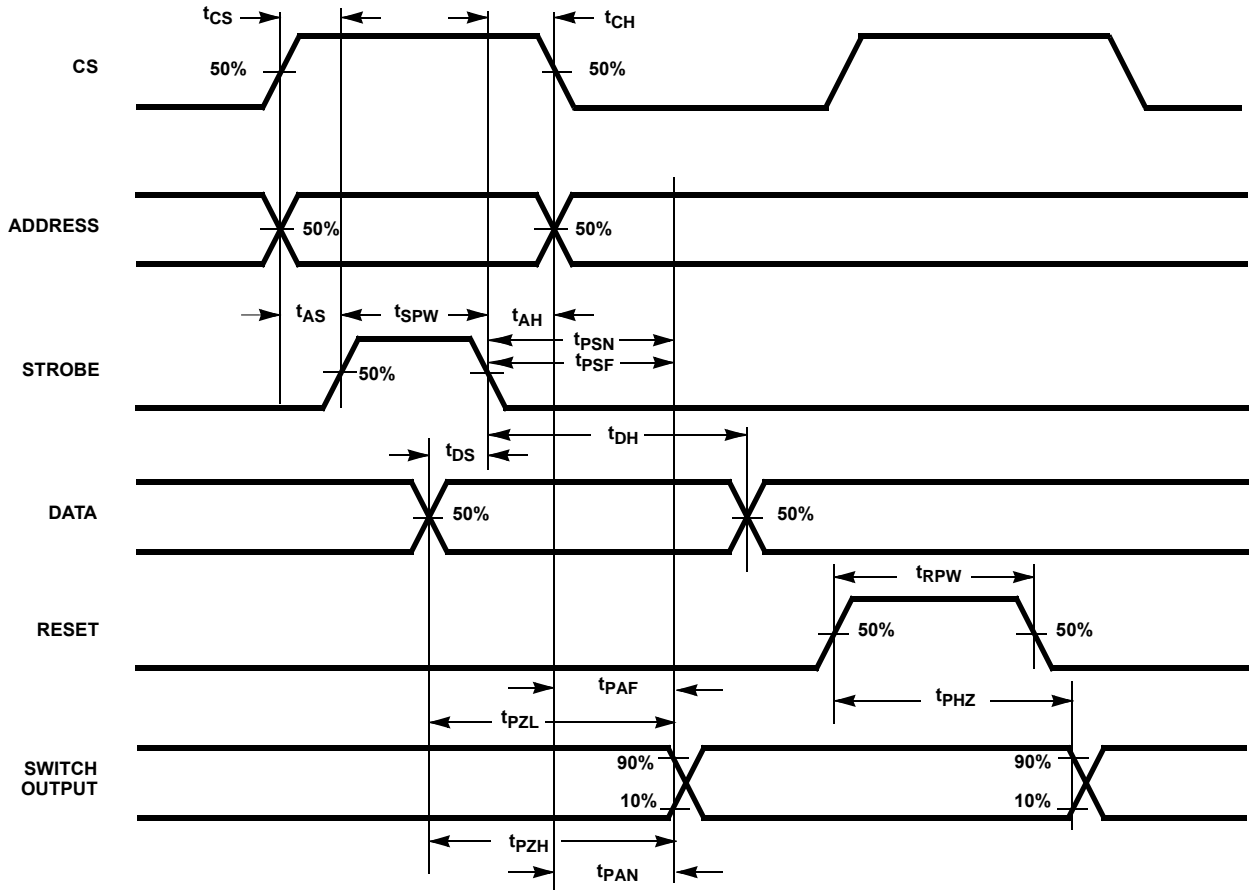 tCS
tCH
CS
50%
50%
ADDRESS
50%
50%
tAS
tSPW
tAH
tPSN
tPSF
STROBE
50%
tDH
tDS
DATA
50%
50%
tRPW
RESET
50%
50%
tPAF
tPHZ
tPZL
SWITCH
OUTPUT
90%
90%
10%
10%
tPZH
tPAN